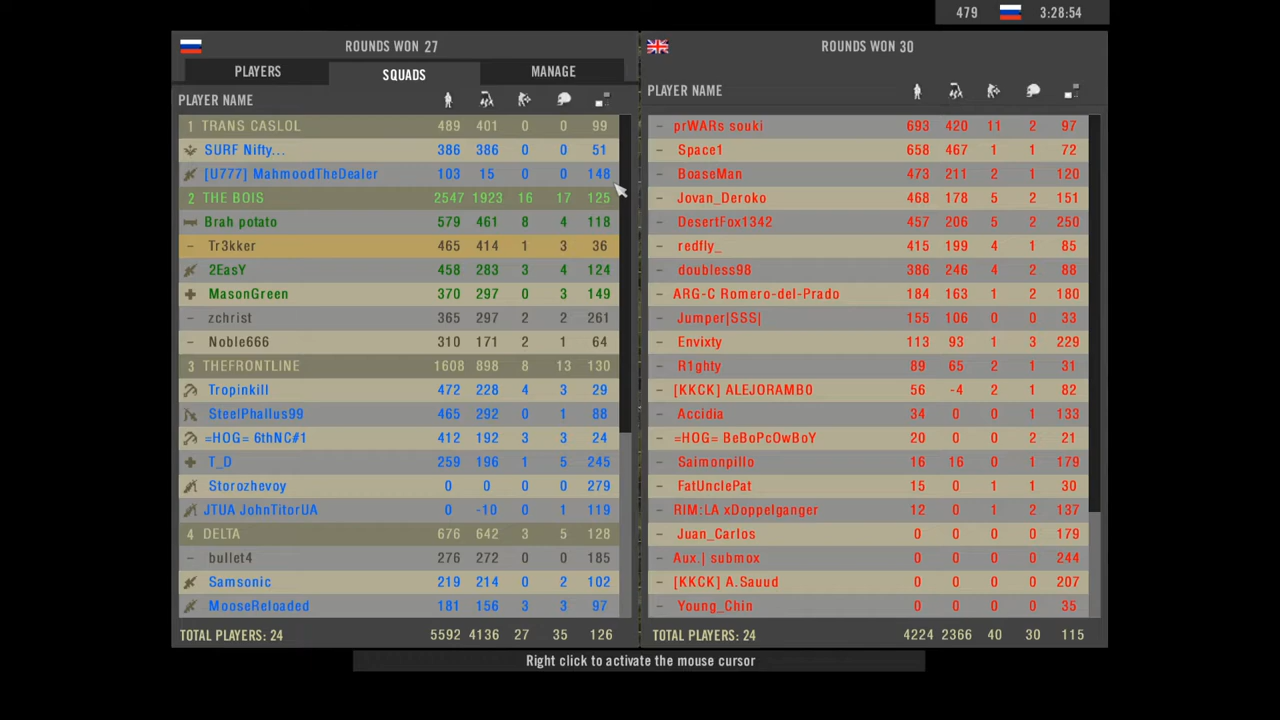 479 3:28:54
ROUNDS WON 27
PLAYERS SQUADS MANAGE
PLAYER NAME
1 TRANS CASLOL 489 401 0 0 99
SURF Nifty... 386 386 0 0 51
[U777] MahmoodTheDealer 103 15 0 0 148
2 THE BOIS 2547 1923 16 17 125
Brah potato 579 461 8 4 118
- Tr3kker 465 414 1 3 36
2EasY 458 283 3 4 124
MasonGreen 370 297 0 3 149
- zchrist 365 297 2 2 261
- Noble666 310 171 2 1 64
3 THEFRONTLINE 1608 898 8 13 130
Tropinkill 472 228 4 3 29
SteelPhallus99 465 292 0 1 88
=HOG= 6thNC#1 412 192 3 3 24
T_D 259 196 1 5 245
Storozhevoy 0 0 0 0 279
JTUA JohnTitorUA 0 -10 0 1 119
4 DELTA 676 642 3 5 128
- bullet4 276 272 0 0 185
Samsonic 219 214 0 2 102
MooseReloaded 181 156 3 3 97
TOTAL PLAYERS: 24 5592 4136 27 35 126
ROUNDS WON 30
PLAYER NAME
- prWARs souki 693 420 11 2 97
- Space1 658 467 1 1 72
- BoaseMan 473 211 2 1 120
- Jovan_Deroko 468 178 5 2 151
- DesertFox1342 457 206 5 2 250
- redfly_ 415 199 4 1 85
- doubless98 386 246 4 2 88
- ARG-C Romero-del-Prado 184 163 1 2 180
- Jumper|SSS| 155 106 0 0 33
- Envixty 113 93 1 3 229
- R1ghty 89 65 2 1 31
- [KKCK] ALEJORAMB0 56 -4 2 1 82
- Accidia 34 0 0 1 133
- =HOG= BeBoPcOwBoY 20 0 0 2 21
- Saimonpillo 16 16 0 1 179
- FatUnclePat 15 0 1 1 30
- RIM:LA xDoppelganger 12 0 1 2 137
- Juan_Carlos 0 0 0 0 179
- Aux.| submox 0 0 0 0 244
- [KKCK] A.Sauud 0 0 0 0 207
- Young_Chin 0 0 0 0 35
TOTAL PLAYERS: 24 4224 2366 40 30 115
Right click to activate the mouse cursor